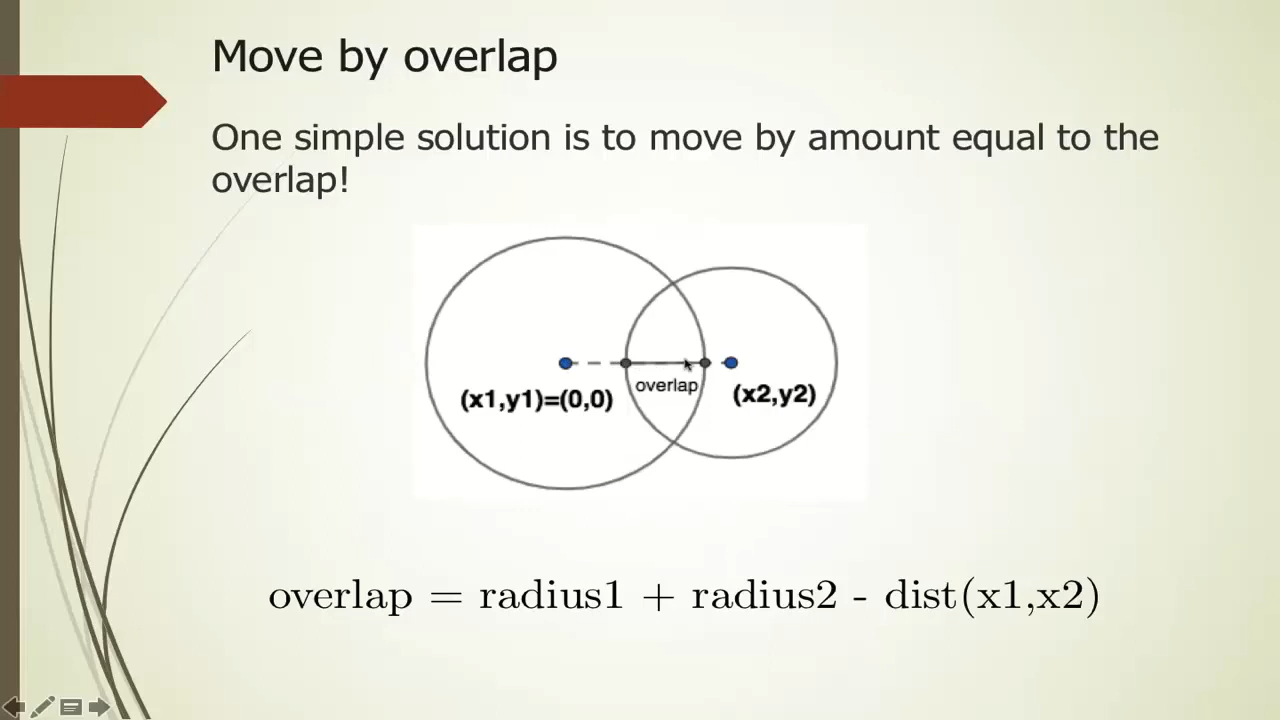 Move by overlap
One simple solution is to move by amount equal to the
overlap!
overlap
(x1,y1)=(0,0)
(x2,y2)
overlap = radius1 + radius2 - dist(x1,x2)